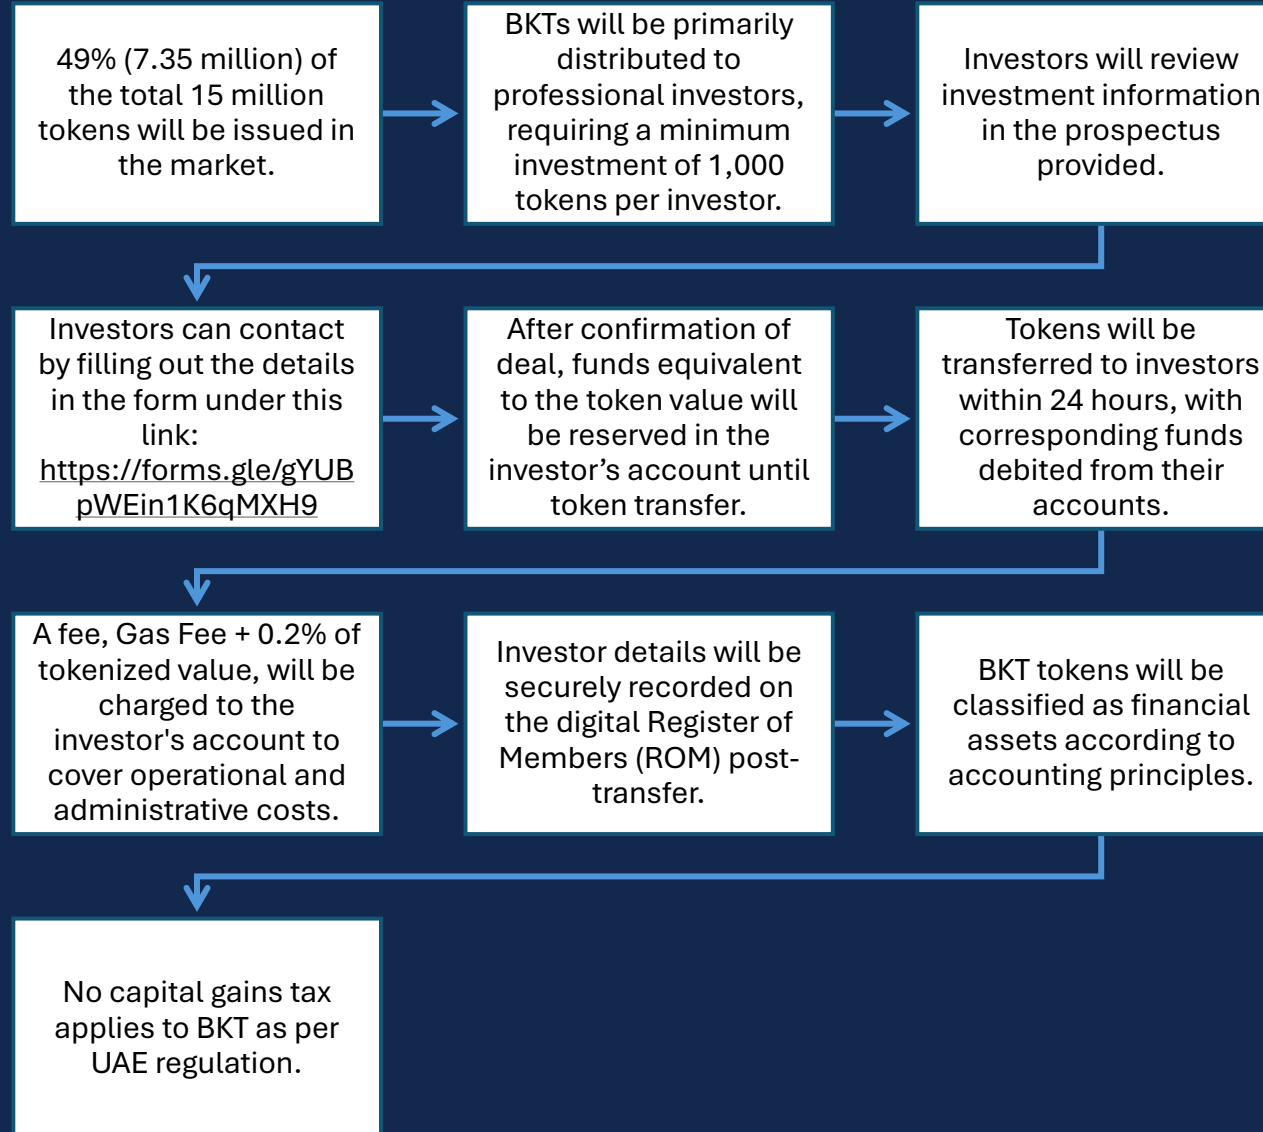 49% (7.35 million) of
the total 15 million
tokens will be issued in
the market.
BKTs will be primarily
distributed to
professional investors,
requiring a minimum
investment of 1,000
tokens per investor.
Investors will review
investment information
in the prospectus
provided.
Investors can contact
by filling out the details
in the form under this
link:
https://forms.gle/gYUB
pWEin1K6qMXH9
After confirmation of
deal, funds equivalent
to the token value will
be reserved in the
investor’s account until
token transfer.
Tokens will be
transferred to investors
within 24 hours, with
corresponding funds
debited from their
accounts.
A fee, Gas Fee + 0.2% of
tokenized value, will be
charged to the
investor's account to
cover operational and
administrative costs.
Investor details will be
securely recorded on
the digital Register of
Members (ROM) post-
transfer.
BKT tokens will be
classified as financial
assets according to
accounting principles.
No capital gains tax
applies to BKT as per
UAE regulation.